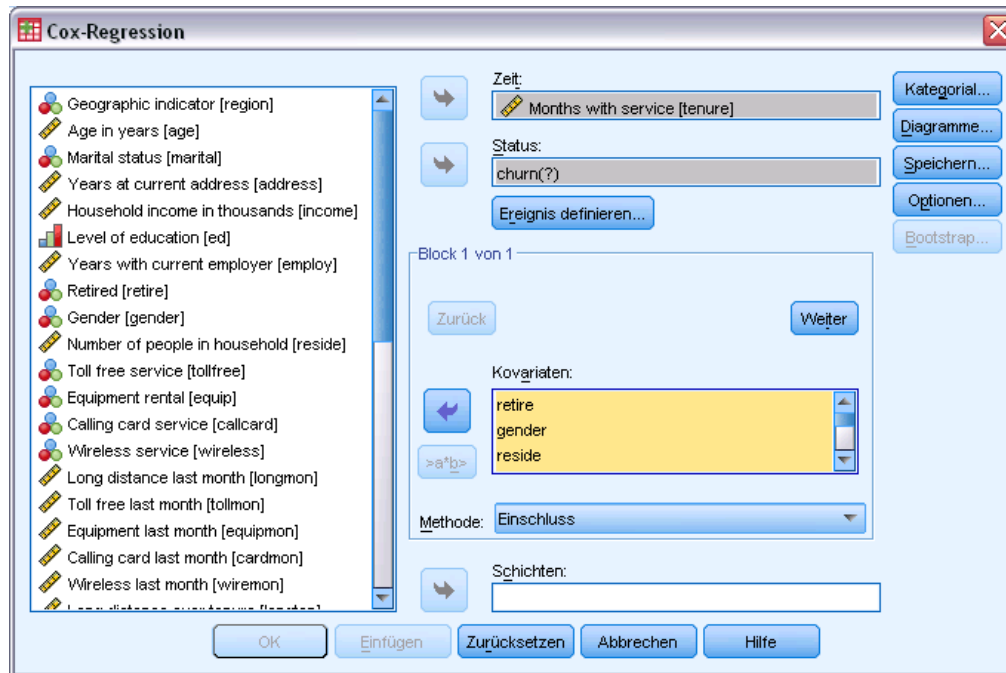 Cox-Regression
Geographic indicator [region]
Age in years [age]
Marital status [marital]
Years at current address [address]
Household income in thousands [income]
Level of education [ed]
Years with current employer [employ]
Retired [retire]
Gender [gender]
Number of people in household [reside]
Toll free service [tollfree]
Equipment rental [equip]
Calling card service [callcard]
Wireless service [wireless]
Long distance last month [longmon]
Toll free last month [tollmon]
Equipment last month [equipmon]
Calling card last month [cardmon]
Wireless last month [wiremon]
Zeit:
Months with service [tenure]
Status:
churn(?)
Ereignis definieren...
Block 1 von 1
Zurück
Weiter
Kovariaten:
retire
gender
reside
>a*b>
Methode: Einschluss
Schichten:
Kategorial...
Diagramme...
Speichern...
Optionen...
Bootstrap...
OK
Einfügen
Zurücksetzen
Abbrechen
Hilfe